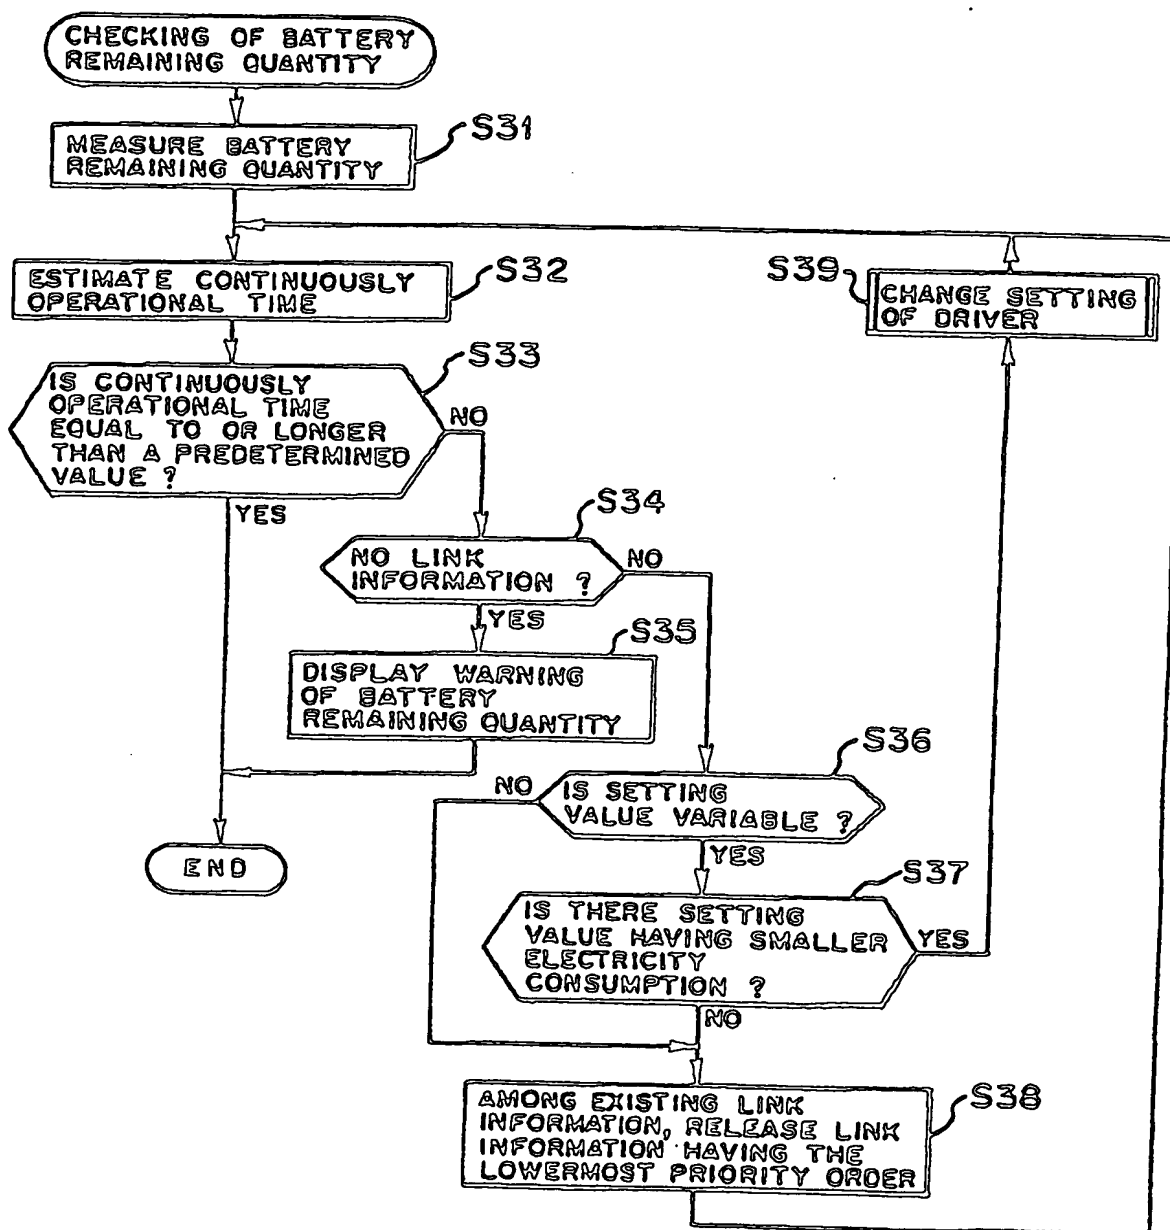 CHECKING OF BATTERY
REMAINING QUANTITY
S31
MEASURE BATTERY
REMAINING QUANTITY
S32
ESTIMATE CONTINUOUSLY
OPERATIONAL TIME
S39
CHANGE SETTING
OF DRIVER
S33
IS CONTINUOUSLY
OPERATIONAL TIME
EQUAL TO OR LONGER
THAN A PREDETERMINED
VALUE ?
NO
YES
S34
NO LINK
INFORMATION ?
NO
YES
S35
DISPLAY WARNING
OF BATTERY
REMAINING QUANTITY
S36
IS SETTING
VALUE VARIABLE ?
NO
YES
END
S37
IS THERE SETTING
VALUE HAVING SMALLER
ELECTRICITY
CONSUMPTION ?
YES
NO
S38
AMONG EXISTING LINK
INFORMATION, RELEASE LINK
INFORMATION HAVING THE
LOWERMOST PRIORITY ORDER